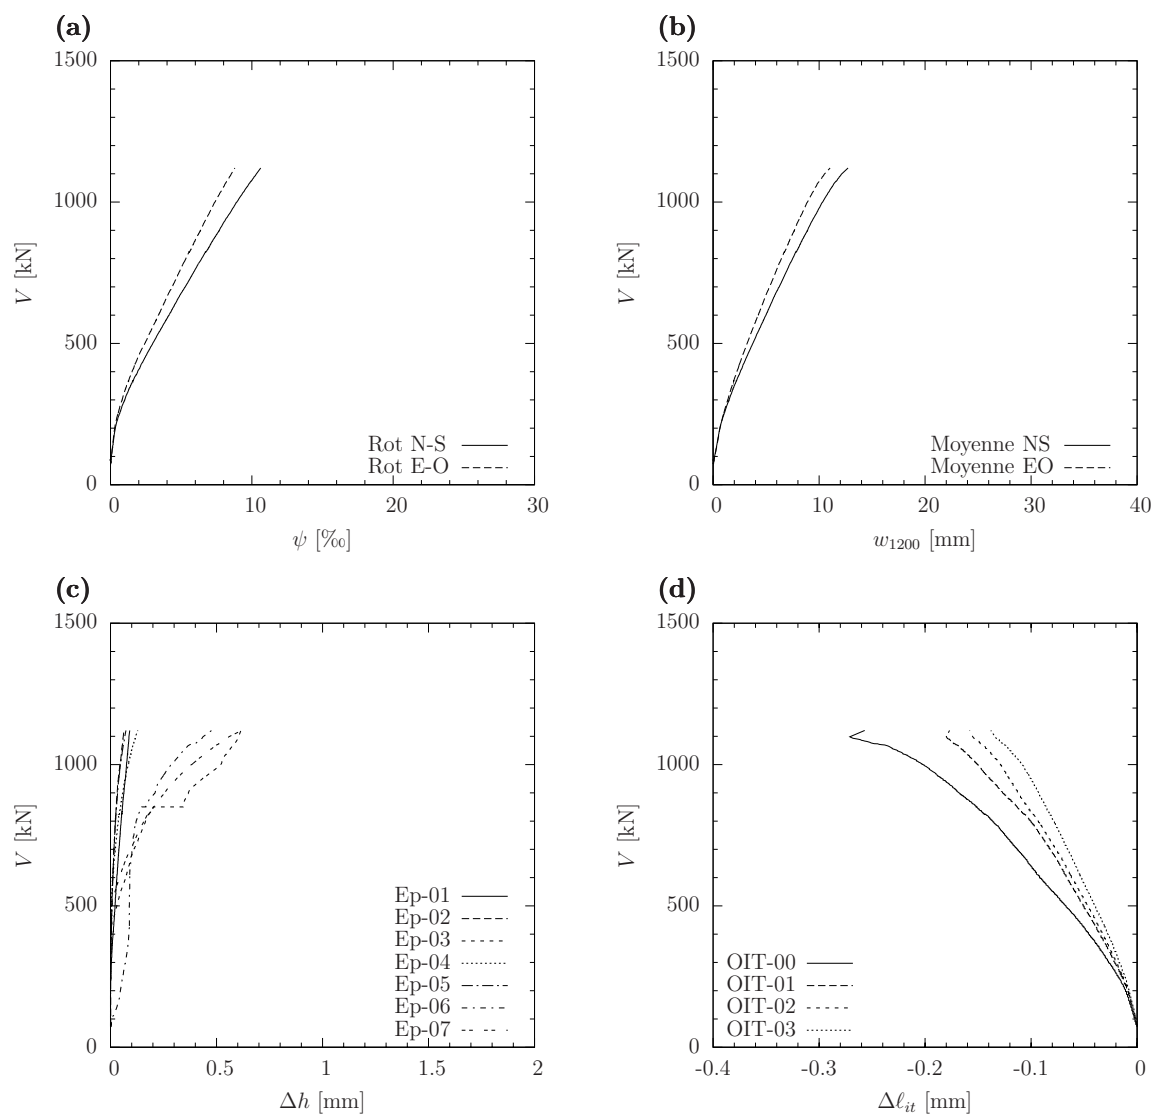 (a)
1500
1000
500
0
V [kN]
Rot N-S
Rot E-O
0 10 20 30
ψ [‰]
(b)
1500
1000
500
0
V [kN]
Moyenne NS
Moyenne EO
0 10 20 30 40
w1200 [mm]
(c)
1500
1000
500
0
V [kN]
Ep-01
Ep-02
Ep-03
Ep-04
Ep-05
Ep-06
Ep-07
0 0.5 1 1.5 2
Δh [mm]
(d)
1500
1000
500
0
V [kN]
OIT-00
OIT-01
OIT-02
OIT-03
-0.4 -0.3 -0.2 -0.1 0
Δℓit [mm]